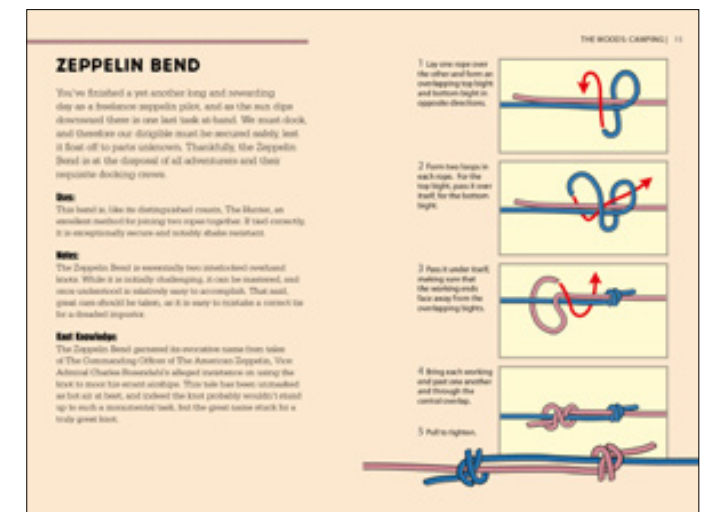 THE WOODS: CAMPING |
ZEPPELIN BEND
You've finished a yet another long and rewarding
day as a freelance zeppelin pilot, and as the sun dips
downward there is one last task at-hand. We must dock,
and therefore our dirigible must be secured safely, lest
it float off to parts unknown. Thankfully, the Zeppelin
Bend is at the disposal of all adventurers and their
requisite docking crews.
Uses:
This bend is, like its distinguished cousin, The Hunter, an
excellent method for joining two ropes together. If tied correctly,
it is exceptionally secure and notably shake resistant.
Notes:
The Zeppelin Bend is essentially two interlocked overhand
knots. While it is initially challenging, it can be mastered, and
once understood is relatively easy to accomplish. That said,
great care should be taken, as it is easy to mistake a correct tie
for a dreaded impostor.
Knot Knowledge:
The Zeppelin Bend garnered its evocative name from tales
of The Commanding Officer of The American Zeppelin, Vice
Admiral Charles Rosendahl's alleged insistence on using the
knot to moor his errant airships. This tale has been unmasked
as hot air at best, and indeed the knot probably wouldn't stand
up to such a monumental task, but the great name stuck for a
truly great knot.
1 Lay one rope over
the other and form an
overlapping top bight
and bottom bight in
opposite directions.
2 Form two loops in
each rope. For the
top bight, pass it over
itself, for the bottom
bight.
3 Pass it under itself,
making sure that
the working ends
face away from the
overlapping bights.
4 Bring each working
end past one another
and through the
central overlap.
5 Pull to tighten.